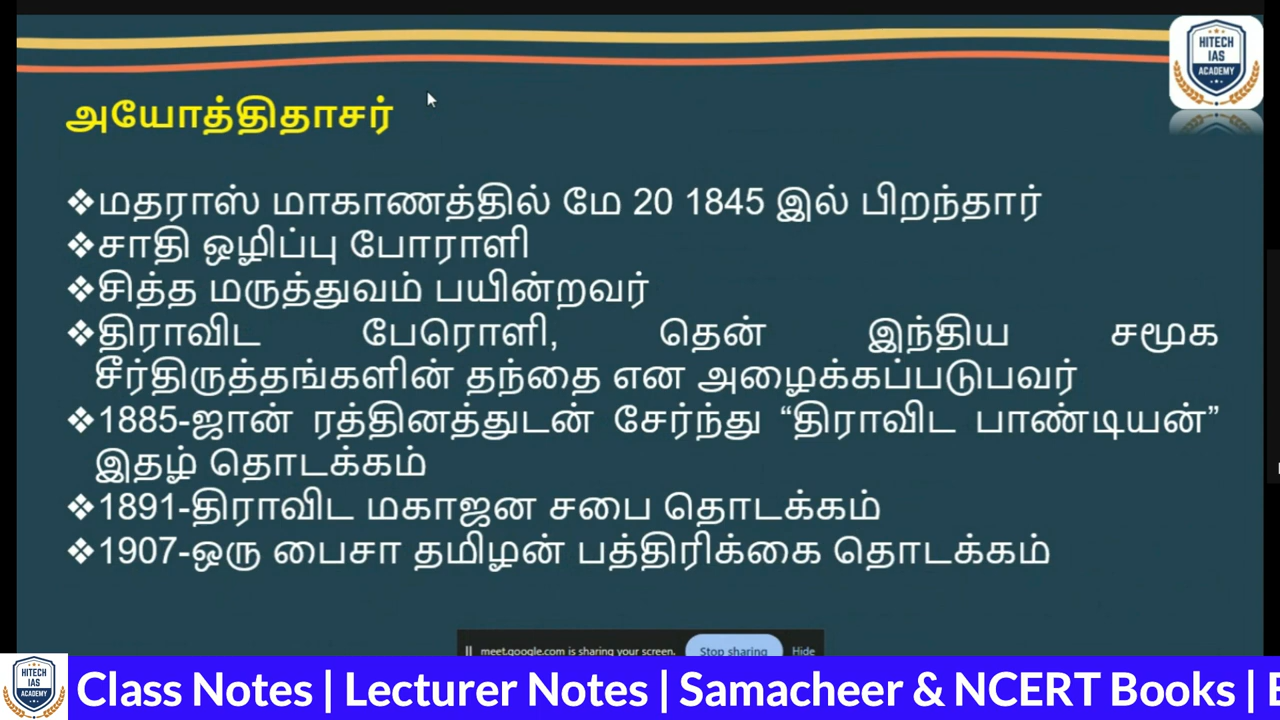 HITECH
IAS
ACADEMY
அயோத்திதாசர்
❖மதராஸ் மாகாணத்தில் மே 20 1845 இல் பிறந்தார்
❖சாதி ஒழிப்பு போராளி
❖சித்த மருத்துவம் பயின்றவர்
❖திராவிட பேரொளி, தென் இந்திய சமூக
சீர்திருத்தங்களின் தந்தை என அழைக்கப்படுபவர்
❖1885-ஜான் ரத்தினத்துடன் சேர்ந்து “திராவிட பாண்டியன்”
இதழ் தொடக்கம்
❖1891-திராவிட மகாஜன சபை தொடக்கம்
❖1907-ஒரு பைசா தமிழன் பத்திரிக்கை தொடக்கம்
meet.google.com is sharing your screen. Stop sharing Hide
HITECH
IAS
ACADEMY
Class Notes | Lecturer Notes | Samacheer & NCERT Books |